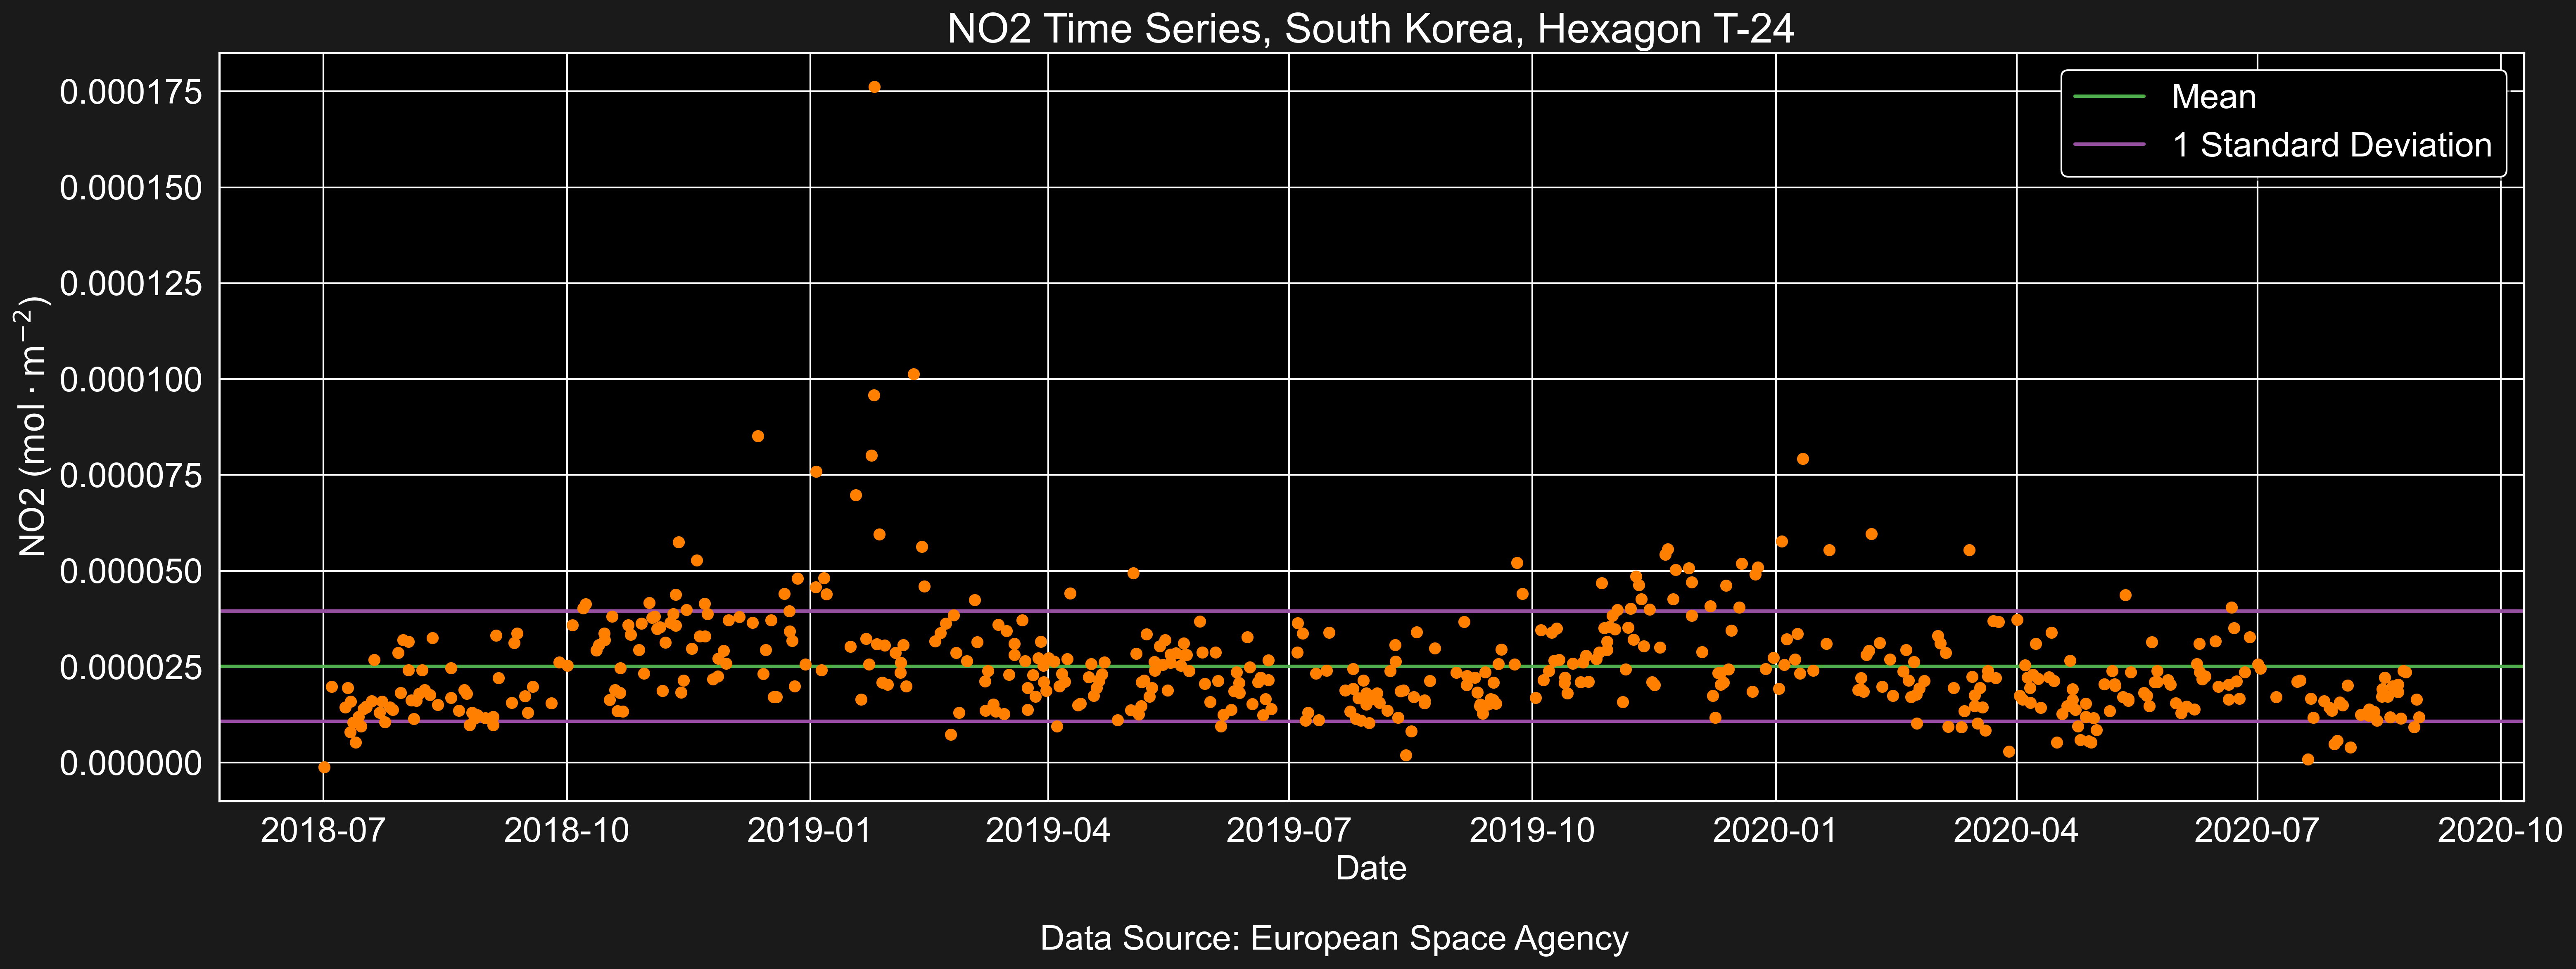 NO2 Time Series, South Korea, Hexagon T-24
Mean
1 Standard Deviation
NO2 (mol · m⁻²)
0.000175
0.000150
0.000125
0.000100
0.000075
0.000050
0.000025
0.000000
2018-07 2018-10 2019-01 2019-04 2019-07 2019-10 2020-01 2020-04 2020-07 2020-10
Date
Data Source: European Space Agency